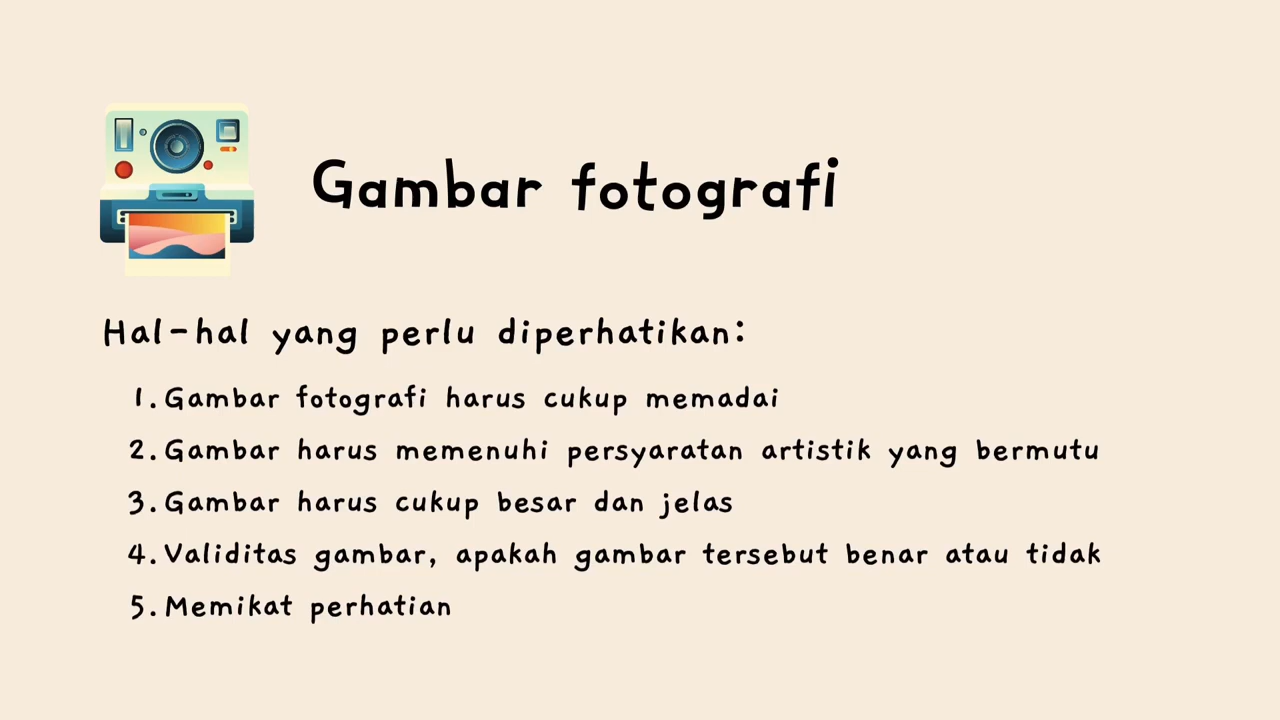 Gambar fotografi
Hal-hal yang perlu diperhatikan:
1. Gambar fotografi harus cukup memadai
2. Gambar harus memenuhi persyaratan artistik yang bermutu
3. Gambar harus cukup besar dan jelas
4. Validitas gambar, apakah gambar tersebut benar atau tidak
5. Memikat perhatian